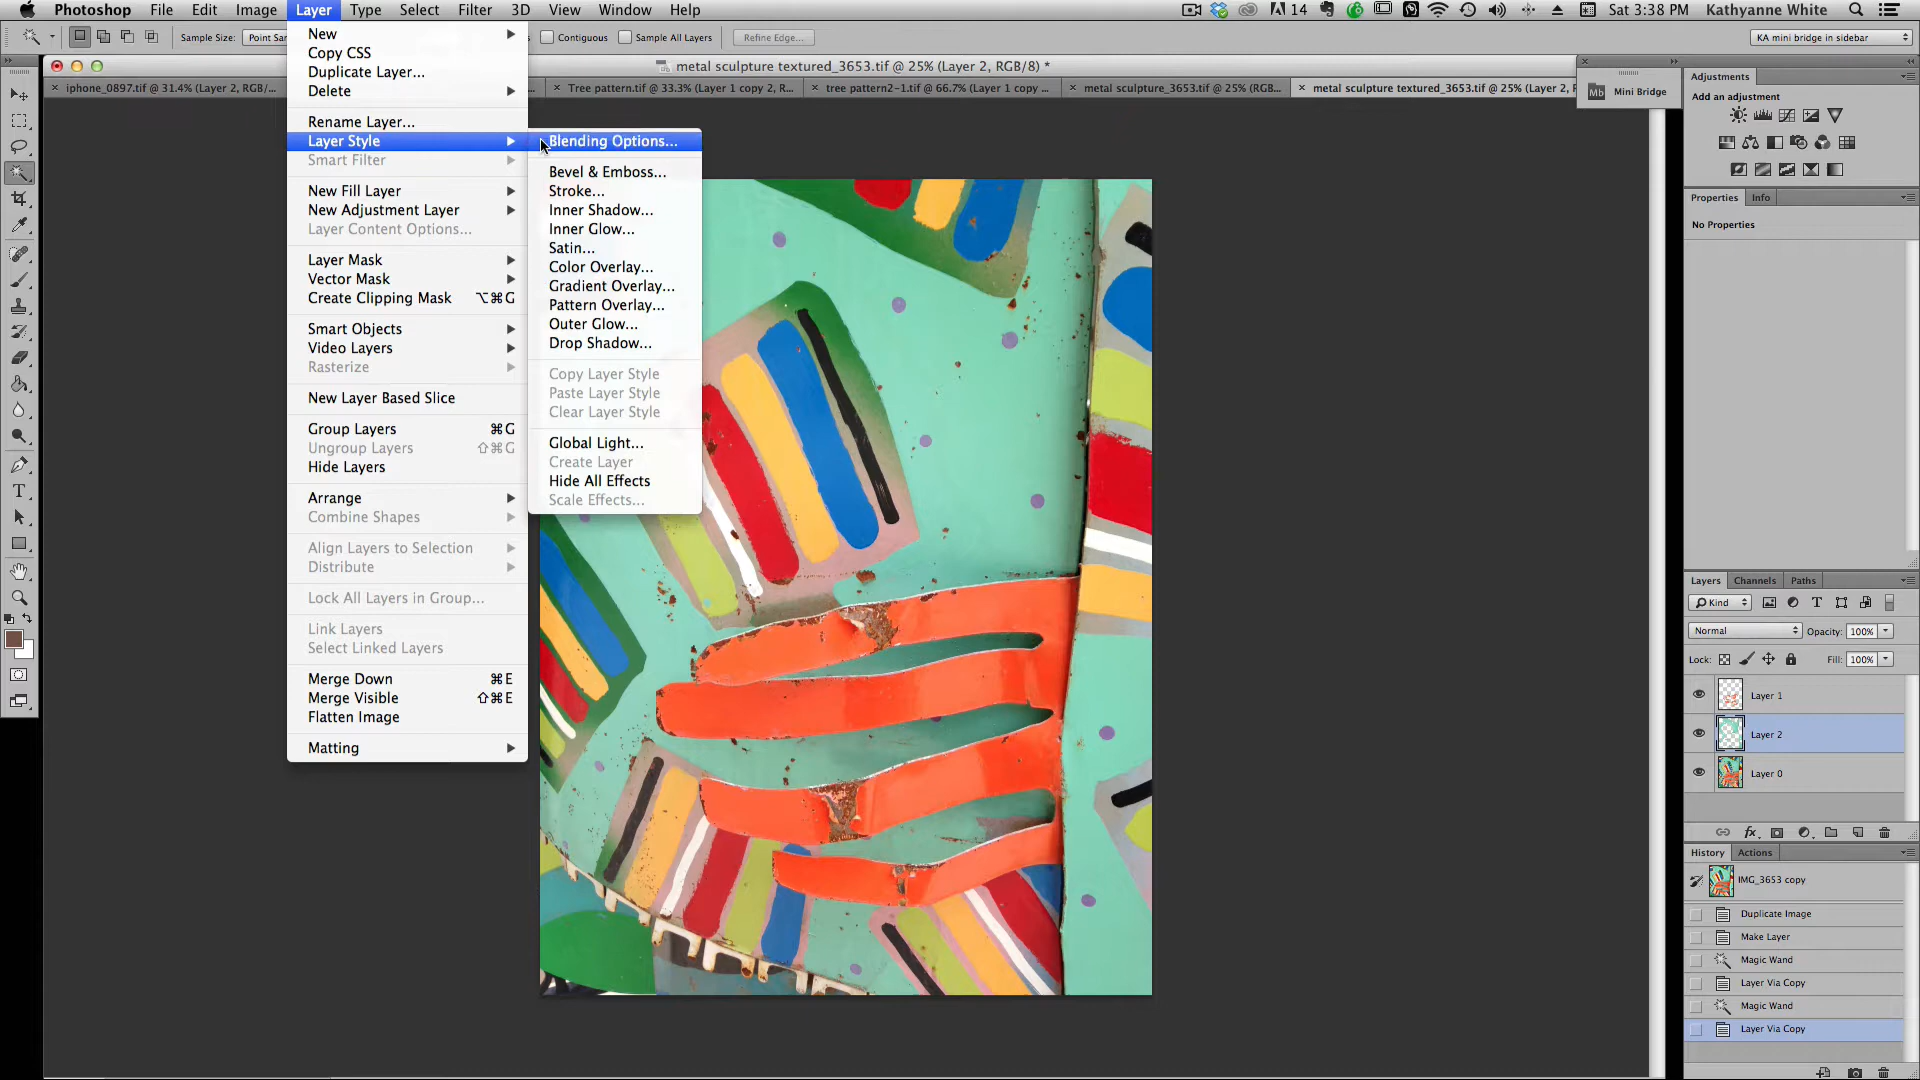 Photoshop File Edit Image Layer Type Select Filter 3D View Window Help 14 Sat 3:38 PM Kathyanne White
Sample Size: Point Sam Contiguous Sample All Layers Refine Edge... KA mini bridge in sidebar
metal sculpture textured_3653.tif @ 25% (Layer 2, RGB/8) *
iphone_0897.tif @ 31.4% (Layer 2, RGB/... Tree pattern.tif @ 33.3% (Layer 1 copy 2, R... tree pattern2-1.tif @ 66.7% (Layer 1 copy ... metal sculpture_3653.tif @ 25% (RGB... metal sculpture textured_3653.tif @ 25% (Layer 2, R
New
Copy CSS
Duplicate Layer...
Delete
Rename Layer...
Layer Style
Smart Filter
New Fill Layer
New Adjustment Layer
Layer Content Options...
Layer Mask
Vector Mask
Create Clipping Mask ⌥⌘G
Smart Objects
Video Layers
Rasterize
New Layer Based Slice
Group Layers ⌘G
Ungroup Layers ⇧⌘G
Hide Layers
Arrange
Combine Shapes
Align Layers to Selection
Distribute
Lock All Layers in Group...
Link Layers
Select Linked Layers
Merge Down ⌘E
Merge Visible ⇧⌘E
Flatten Image
Matting
Blending Options...
Bevel & Emboss...
Stroke...
Inner Shadow...
Inner Glow...
Satin...
Color Overlay...
Gradient Overlay...
Pattern Overlay...
Outer Glow...
Drop Shadow...
Copy Layer Style
Paste Layer Style
Clear Layer Style
Global Light...
Create Layer
Hide All Effects
Scale Effects...
Mb Mini Bridge
Adjustments
Add an adjustment
Properties Info
No Properties
Layers Channels Paths
Kind
Normal Opacity: 100%
Lock: Fill: 100%
Layer 1
Layer 2
Layer 0
fx
History Actions
IMG_3653 copy
Duplicate Image
Make Layer
Magic Wand
Layer Via Copy
Magic Wand
Layer Via Copy